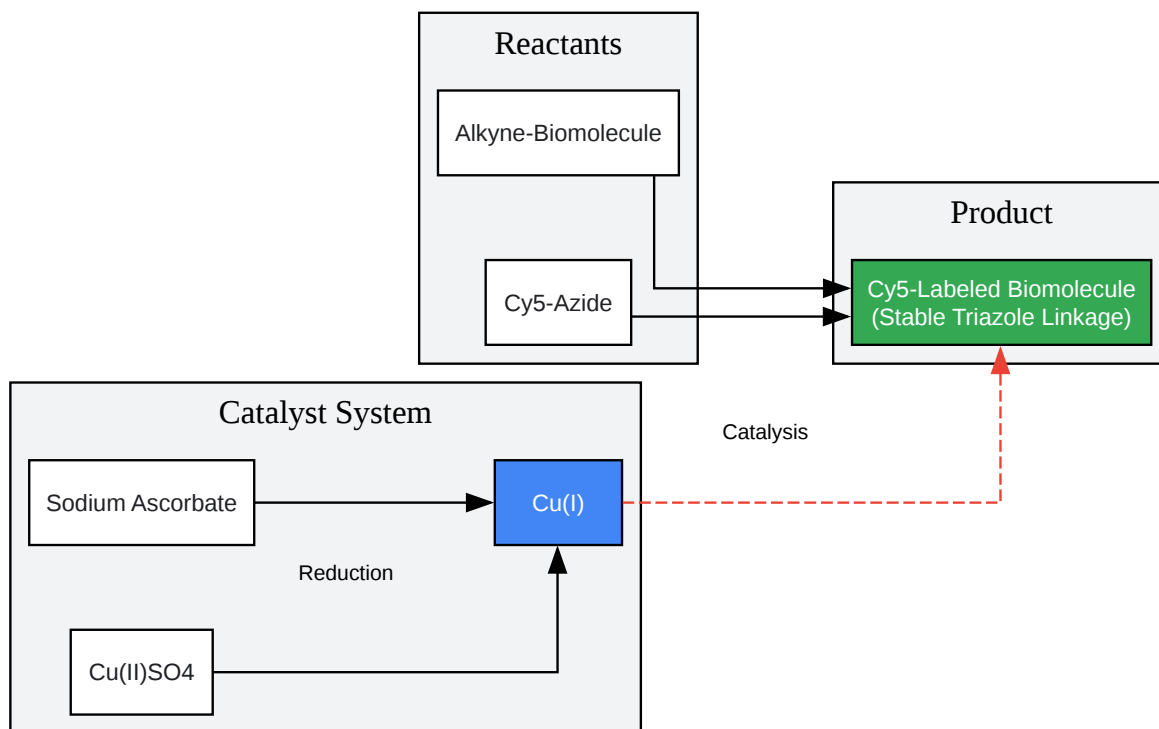 Reactants
Alkyne-Biomolecule
Cy5-Azide
Product
Cy5-Labeled Biomolecule
(Stable Triazole Linkage)
Catalyst System
Sodium Ascorbate
Cu(I)
Reduction
Cu(II)SO4
Catalysis